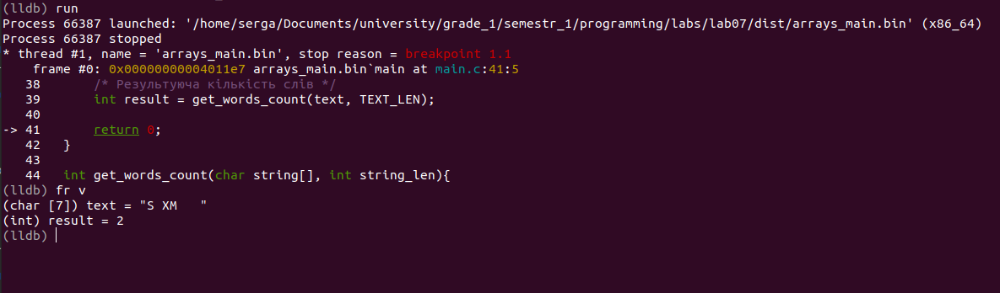 (lldb) run
Process 66387 launched: '/home/serga/Documents/university/grade_1/semestr_1/programming/labs/lab07/dist/arrays_main.bin' (x86_64)
Process 66387 stopped
* thread #1, name = 'arrays_main.bin', stop reason = breakpoint 1.1
    frame #0: 0x00000000004011e7 arrays_main.bin`main at main.c:41:5
   38  	    /* Результуюча кількість слів */
   39  	    int result = get_words_count(text, TEXT_LEN);
   40  	
-> 41  	    return 0;
   42  	}
   43  	
   44  	int get_words_count(char string[], int string_len){
(lldb) fr v
(char [7]) text = "S XM   "
(int) result = 2
(lldb)